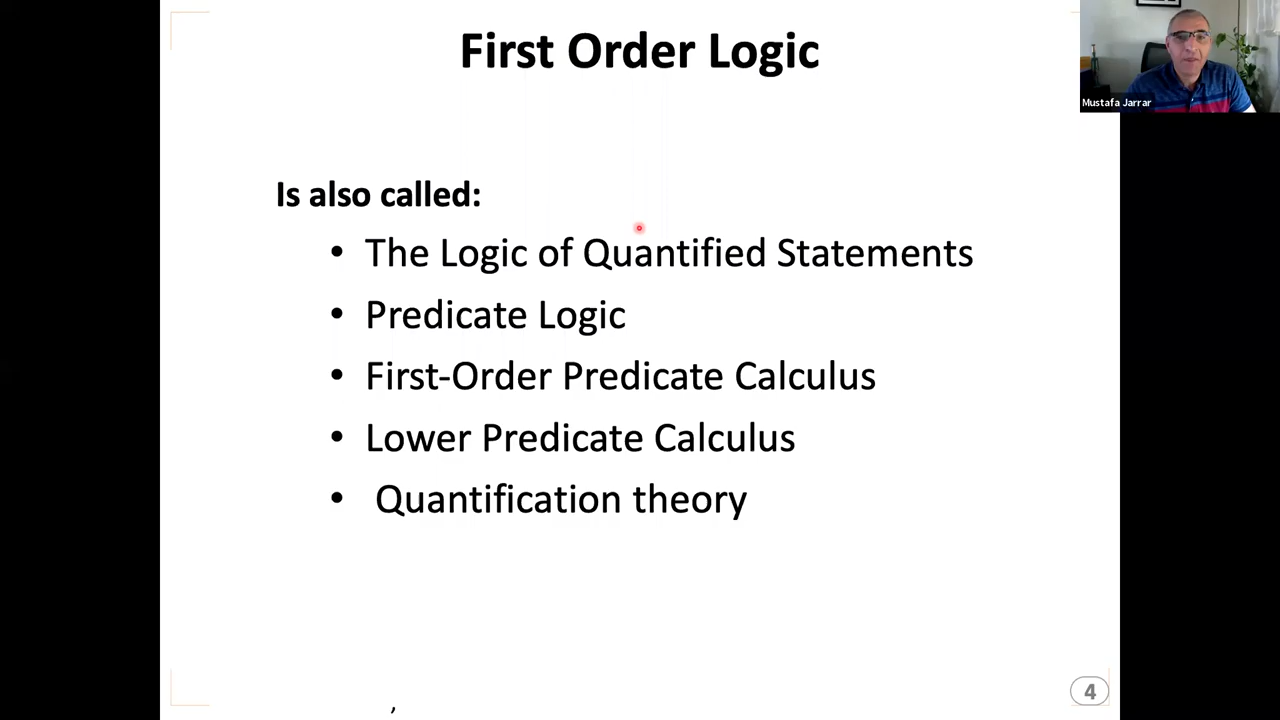 First Order Logic
Mustafa Jarrar
Is also called:
• The Logic of Quantified Statements
• Predicate Logic
• First-Order Predicate Calculus
• Lower Predicate Calculus
• Quantification theory
4
,